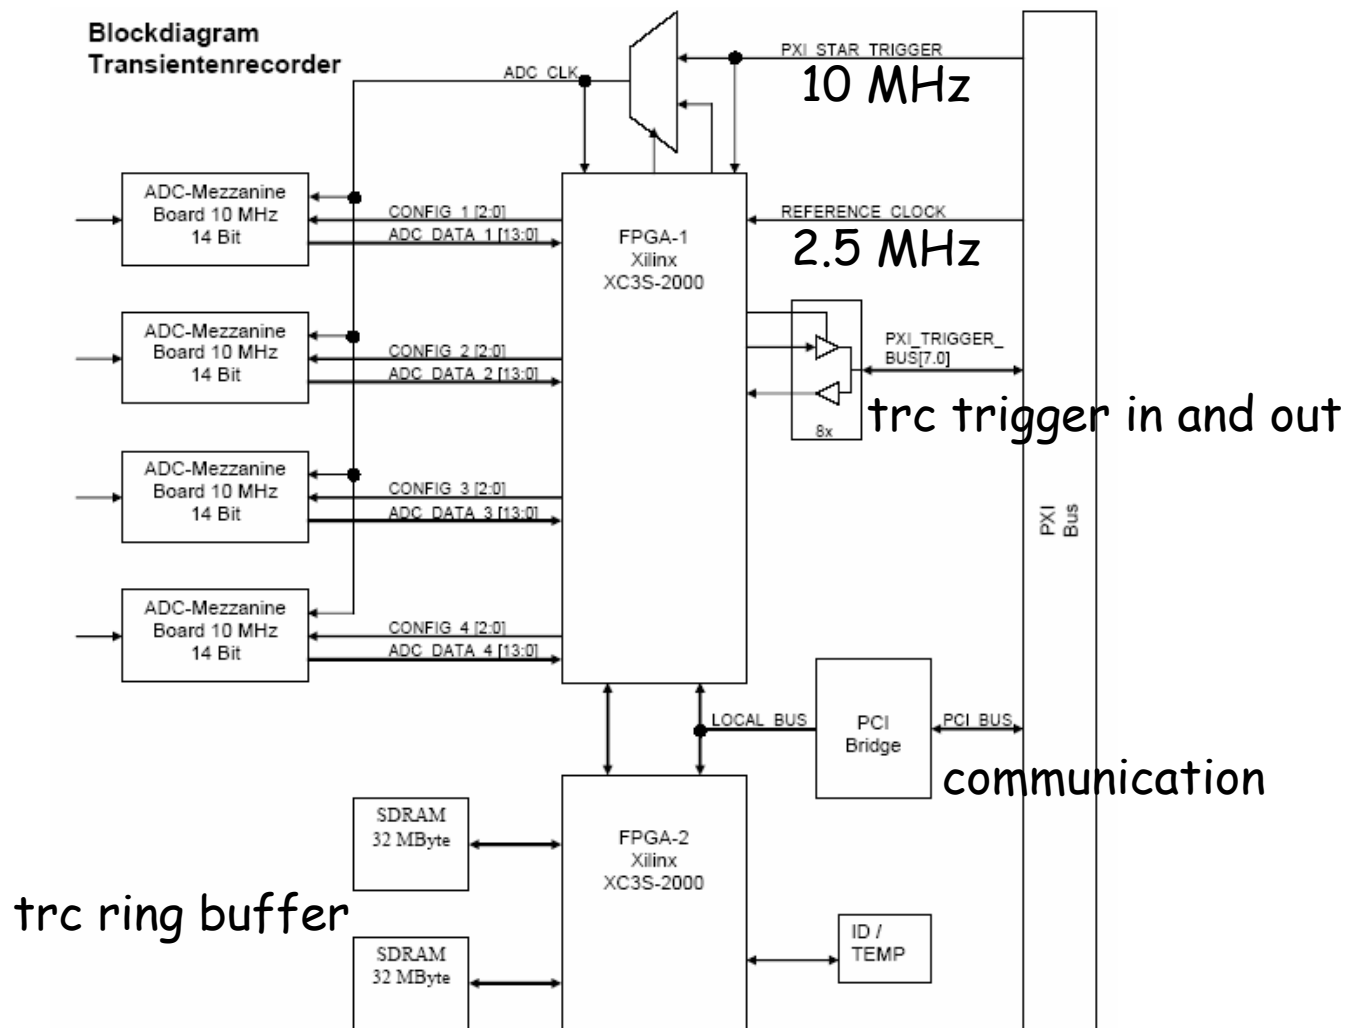 Blockdiagram
Transientenrecorder
ADC_CLK
PXI_STAR_TRIGGER
10 MHz
ADC-Mezzanine
Board 10 MHz
14 Bit
CONFIG_1 [2:0]
ADC_DATA_1 [13:0]
FPGA-1
Xilinx
XC3S-2000
REFERENCE_CLOCK
2.5 MHz
ADC-Mezzanine
Board 10 MHz
14 Bit
CONFIG_2 [2:0]
ADC_DATA_2 [13:0]
PXI_TRIGGER_
BUS[7.0]
8x
trc trigger in and out
ADC-Mezzanine
Board 10 MHz
14 Bit
CONFIG_3 [2:0]
ADC_DATA_3 [13:0]
PXI
Bus
ADC-Mezzanine
Board 10 MHz
14 Bit
CONFIG_4 [2:0]
ADC_DATA_4 [13:0]
LOCAL_BUS
PCI
Bridge
PCI_BUS
communication
SDRAM
32 MByte
FPGA-2
Xilinx
XC3S-2000
trc ring buffer
SDRAM
32 MByte
ID /
TEMP